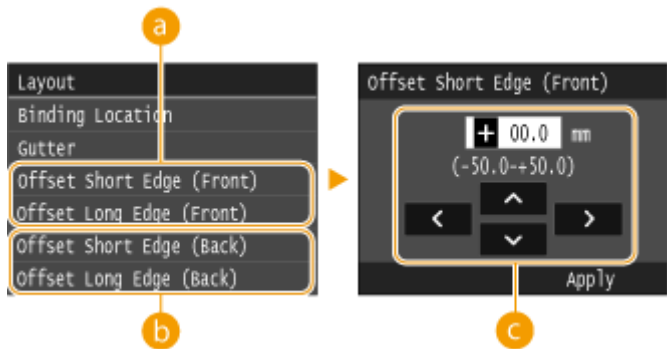 a
Layout
Binding Location
Gutter
Offset Short Edge (Front)
Offset Long Edge (Front)
Offset Short Edge (Back)
Offset Long Edge (Back)
b
Offset Short Edge (Front)
+ 00.0 mm
(-50.0-+50.0)
Apply
c